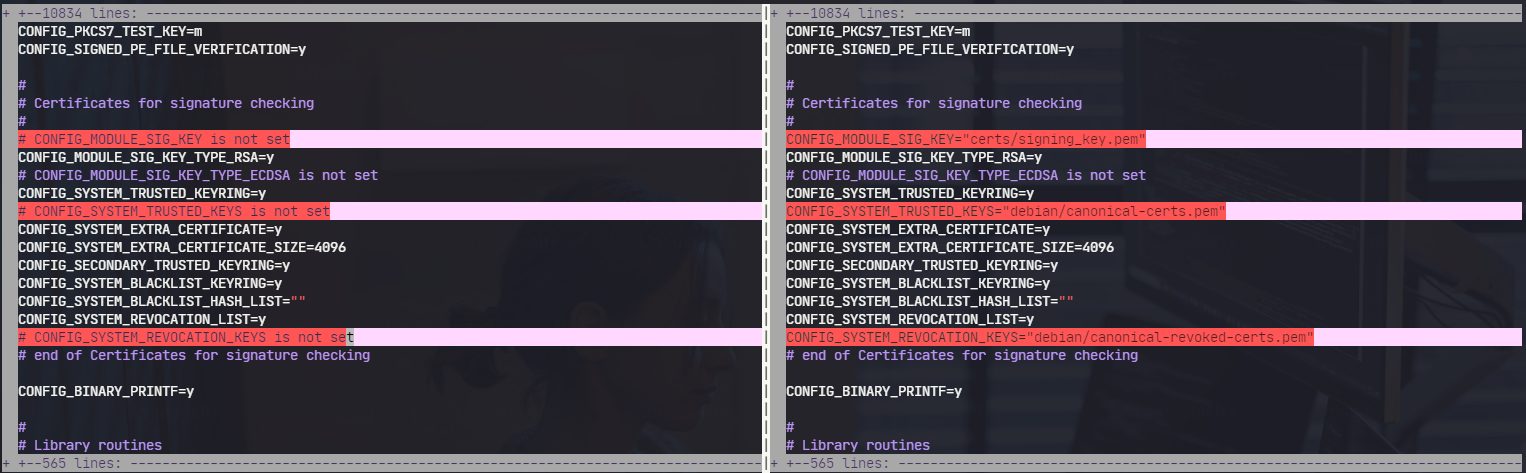 + +--10834 lines: ----------------------------------------------------------------------------
CONFIG_PKCS7_TEST_KEY=m
CONFIG_SIGNED_PE_FILE_VERIFICATION=y
#
# Certificates for signature checking
#
# CONFIG_MODULE_SIG_KEY is not set
CONFIG_MODULE_SIG_KEY_TYPE_RSA=y
# CONFIG_MODULE_SIG_KEY_TYPE_ECDSA is not set
CONFIG_SYSTEM_TRUSTED_KEYRING=y
# CONFIG_SYSTEM_TRUSTED_KEYS is not set
CONFIG_SYSTEM_EXTRA_CERTIFICATE=y
CONFIG_SYSTEM_EXTRA_CERTIFICATE_SIZE=4096
CONFIG_SECONDARY_TRUSTED_KEYRING=y
CONFIG_SYSTEM_BLACKLIST_KEYRING=y
CONFIG_SYSTEM_BLACKLIST_HASH_LIST=""
CONFIG_SYSTEM_REVOCATION_LIST=y
# CONFIG_SYSTEM_REVOCATION_KEYS is not set
# end of Certificates for signature checking
CONFIG_BINARY_PRINTF=y
#
# Library routines
+ +--565 lines: ------------------------------------------------------------------------------
+ +--10834 lines: ----------------------------------------------------------------------------
CONFIG_PKCS7_TEST_KEY=m
CONFIG_SIGNED_PE_FILE_VERIFICATION=y
#
# Certificates for signature checking
#
CONFIG_MODULE_SIG_KEY="certs/signing_key.pem"
CONFIG_MODULE_SIG_KEY_TYPE_RSA=y
# CONFIG_MODULE_SIG_KEY_TYPE_ECDSA is not set
CONFIG_SYSTEM_TRUSTED_KEYRING=y
CONFIG_SYSTEM_TRUSTED_KEYS="debian/canonical-certs.pem"
CONFIG_SYSTEM_EXTRA_CERTIFICATE=y
CONFIG_SYSTEM_EXTRA_CERTIFICATE_SIZE=4096
CONFIG_SECONDARY_TRUSTED_KEYRING=y
CONFIG_SYSTEM_BLACKLIST_KEYRING=y
CONFIG_SYSTEM_BLACKLIST_HASH_LIST=""
CONFIG_SYSTEM_REVOCATION_LIST=y
CONFIG_SYSTEM_REVOCATION_KEYS="debian/canonical-revoked-certs.pem"
# end of Certificates for signature checking
CONFIG_BINARY_PRINTF=y
#
# Library routines
+ +--565 lines: ------------------------------------------------------------------------------